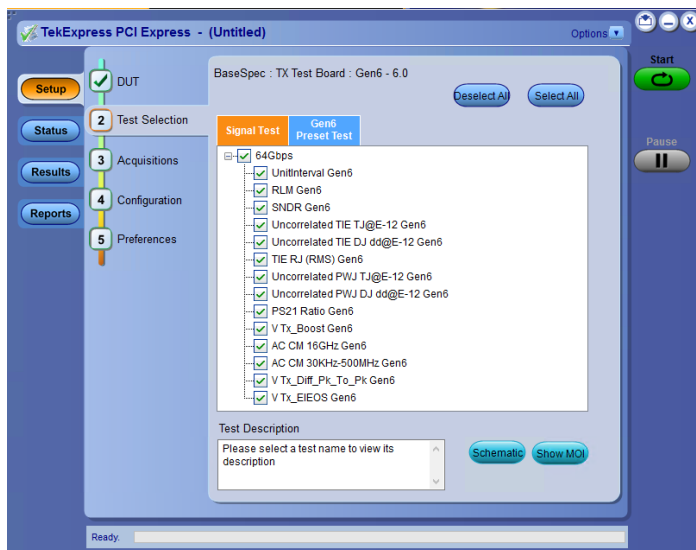 TekExpress PCI Express - (Untitled)
Options
Start
Pause
Setup
Status
Results
Reports
DUT
2 Test Selection
3 Acquisitions
4 Configuration
5 Preferences
BaseSpec : TX Test Board : Gen6 - 6.0
Deselect All
Select All
Signal Test
Gen6
Preset Test
64Gbps
UnitInterval Gen6
RLM Gen6
SNDR Gen6
Uncorrelated TIE TJ@E-12 Gen6
Uncorrelated TIE DJ dd@E-12 Gen6
TIE RJ (RMS) Gen6
Uncorrelated PWJ TJ@E-12 Gen6
Uncorrelated PWJ DJ dd@E-12 Gen6
PS21 Ratio Gen6
V Tx_Boost Gen6
AC CM 16GHz Gen6
AC CM 30KHz-500MHz Gen6
V Tx_Diff_Pk_To_Pk Gen6
V Tx_EIEOS Gen6
Test Description
Please select a test name to view its
description
Schematic
Show MOI
Ready.